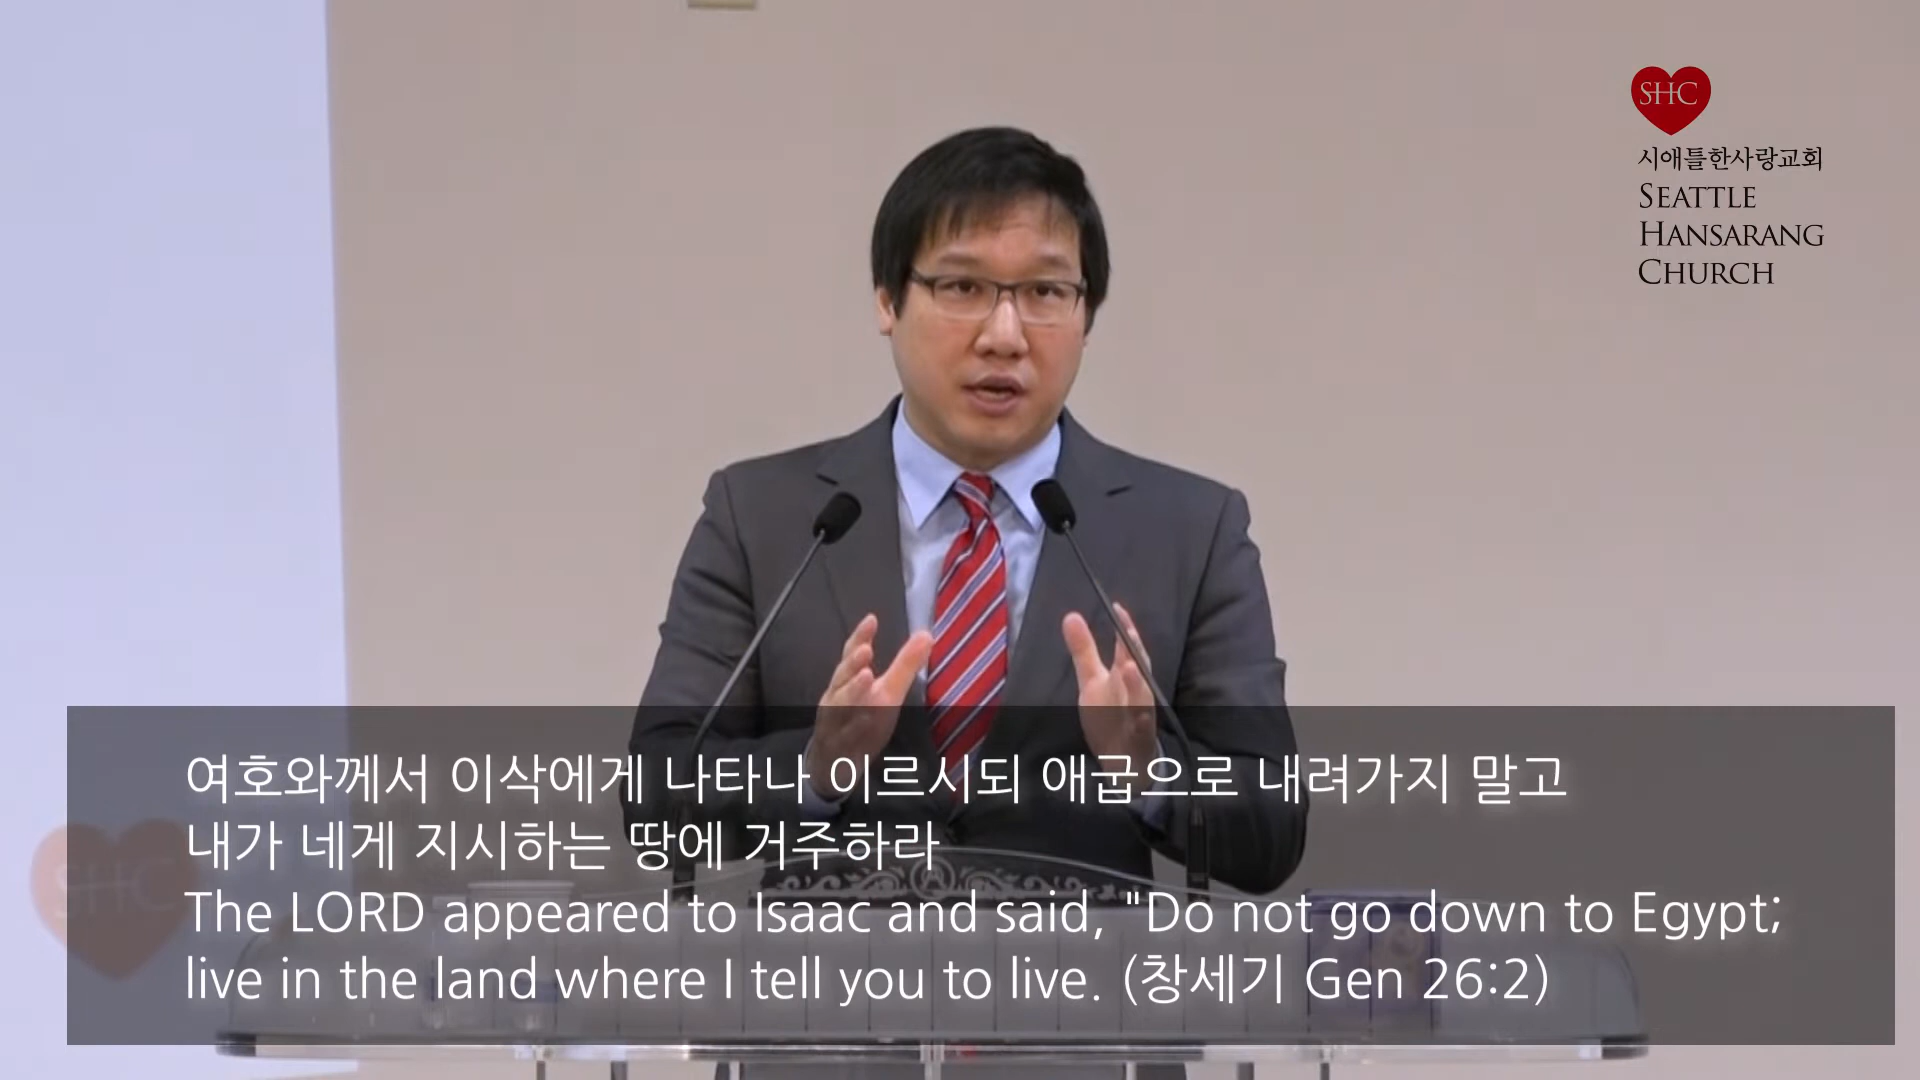 SHC
시애틀한사랑교회
SEATTLE
HANSARANG
CHURCH
여호와께서 이삭에게 나타나 이르시되 애굽으로 내려가지 말고
내가 네게 지시하는 땅에 거주하라
SHC
The LORD appeared to Isaac and said, "Do not go down to Egypt;
live in the land where I tell you to live. (창세기 Gen 26:2)